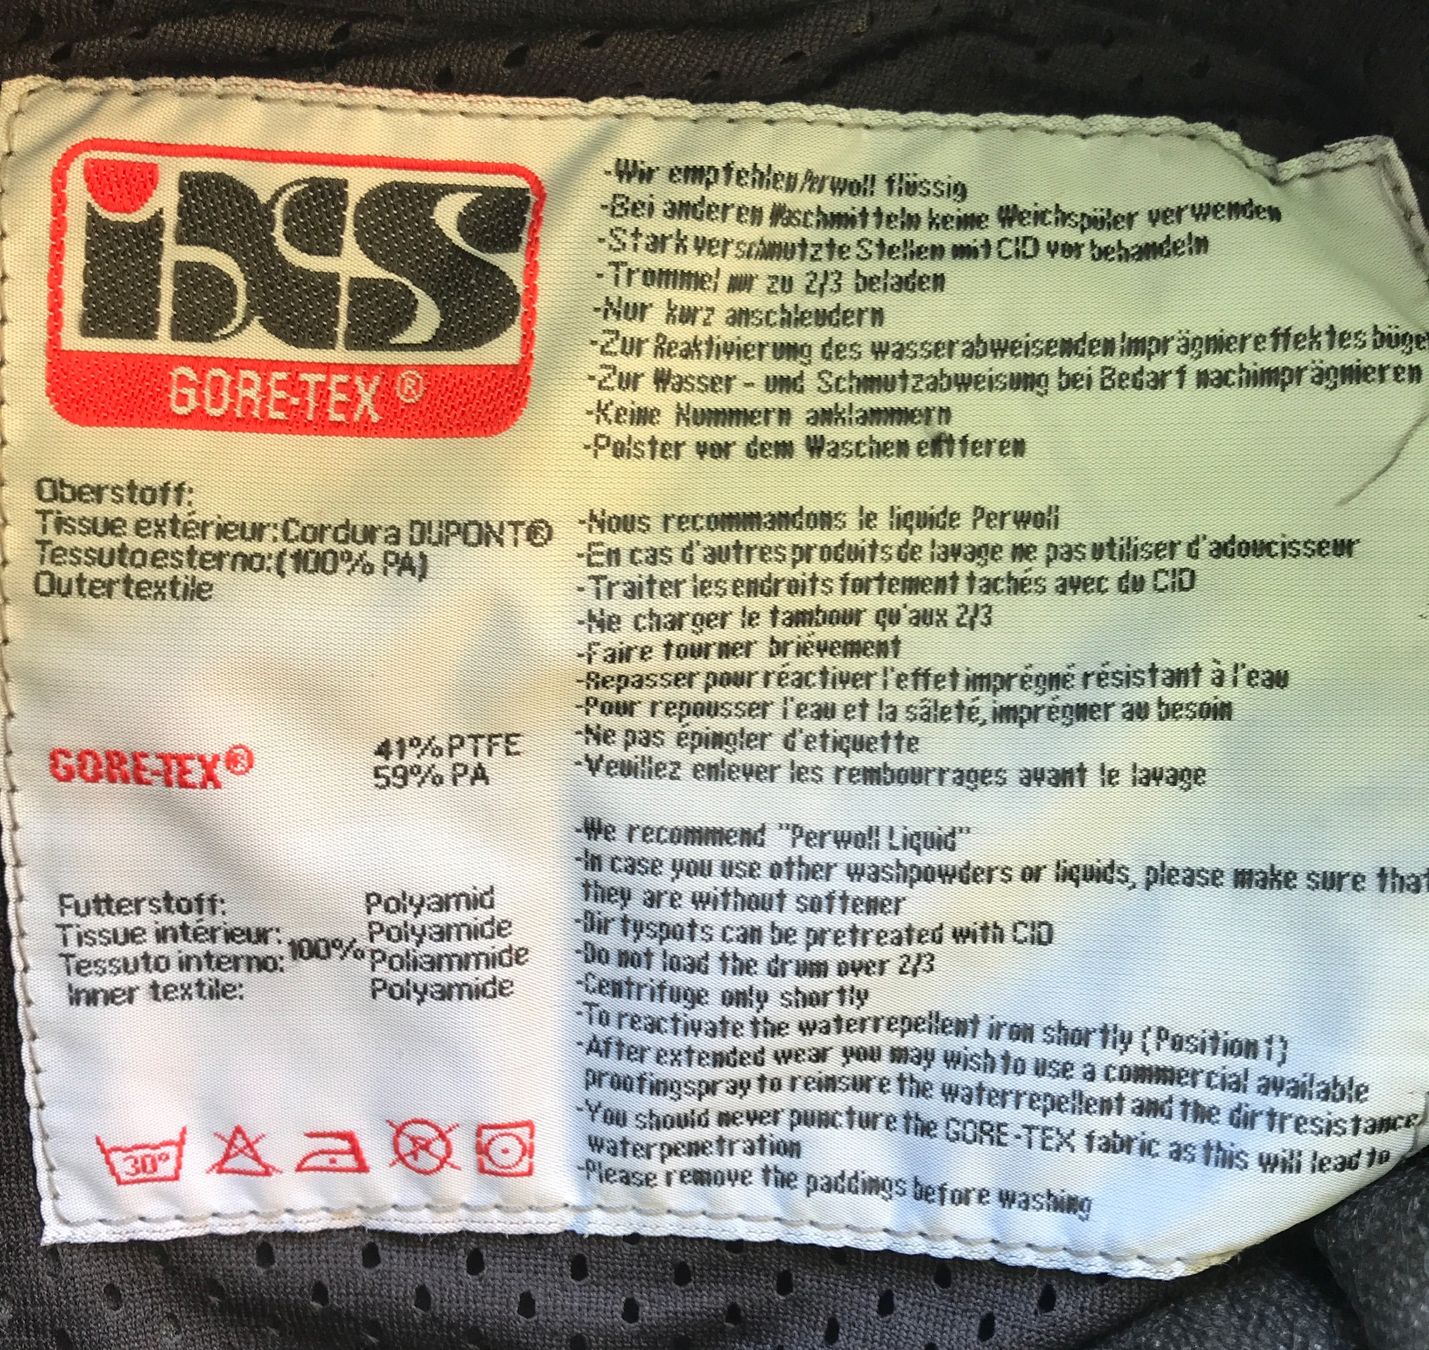 iXS
GORE-TEX®
Oberstoff:
Tissue extérieur: Cordura DUPONT®
Tessuto esterno: (100% PA)
Outertextile
GORE-TEX® 41% PTFE
59% PA
Futterstoff: Polyamid
Tissue intérieur: 100% Polyamide
Tessuto interno: Poliammide
Inner textile: Polyamide
30° P
-Wir empfehlen Perwoll flüssig
-Bei anderen Waschmitteln keine Weichspüler verwenden
-Stark verschmutzte Stellen mit CID vorbehandeln
-Trommel nur zu 2/3 beladen
-Nur kurz anschleudern
-Zur Reaktivierung des wasserabweisenden Imprägniereffektes büge
-Zur Wasser- und Schmutzabweisung bei Bedarf nachimprägnieren
-Keine Nummern anklammern
-Polster vor dem Waschen entferen
-Nous recommandons le liquide Perwoll
-En cas d'autres produits de lavage ne pas utiliser d'adoucisseur
-Traiter les endroits fortement tachés avec du CID
-Ne charger le tambour qu'aux 2/3
-Faire tourner briévement
-Repasser pour réactiver l'effet imprégné résistant à l'eau
-Pour repousser l'eau et la sâleté, imprégner au besoin
-Ne pas épingler d'etiquette
-Veuillez enlever les rembourrages avant le lavage
-We recommend "Perwoll Liquid"
-In case you use other washpowders or liquids, please make sure that
they are without softener
-Dirtyspots can be pretreated with CID
-Do not load the drum over 2/3
-Centrifuge only shortly
-To reactivate the waterrepellent iron shortly (Position 1)
-After extended wear you may wish to use a commercial available
proofingspray to reinsure the waterrepellent and the dirtresistance
-You should never puncture the GORE-TEX fabric as this will lead to
waterpenetration
-Please remove the paddings before washing